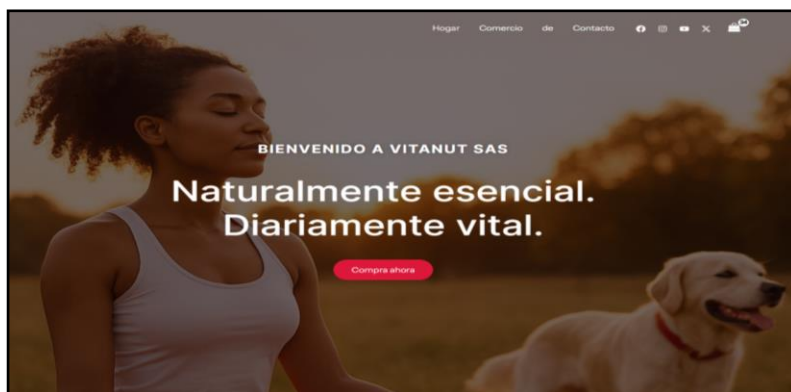 Hogar Comercio de Contacto
BIENVENIDO A VITANUT SAS
Naturalmente esencial.
Diariamente vital.
Compra ahora